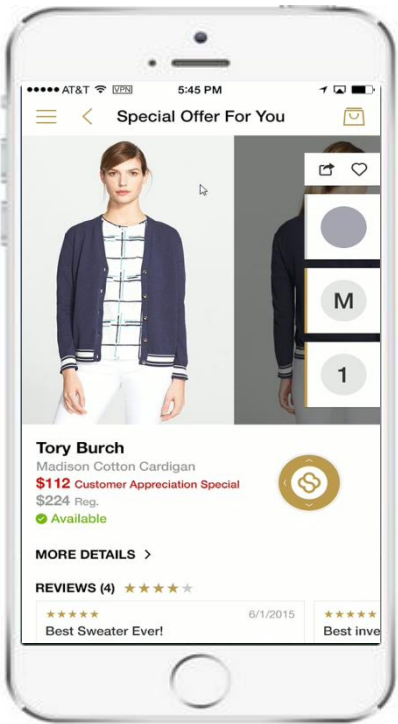 AT&T VPN 5:45 PM
Special Offer For You
M
1
Tory Burch
Madison Cotton Cardigan
$112 Customer Appreciation Special
$224 Reg.
Available
MORE DETAILS >
REVIEWS (4)
6/1/2015
Best Sweater Ever!
Best inve